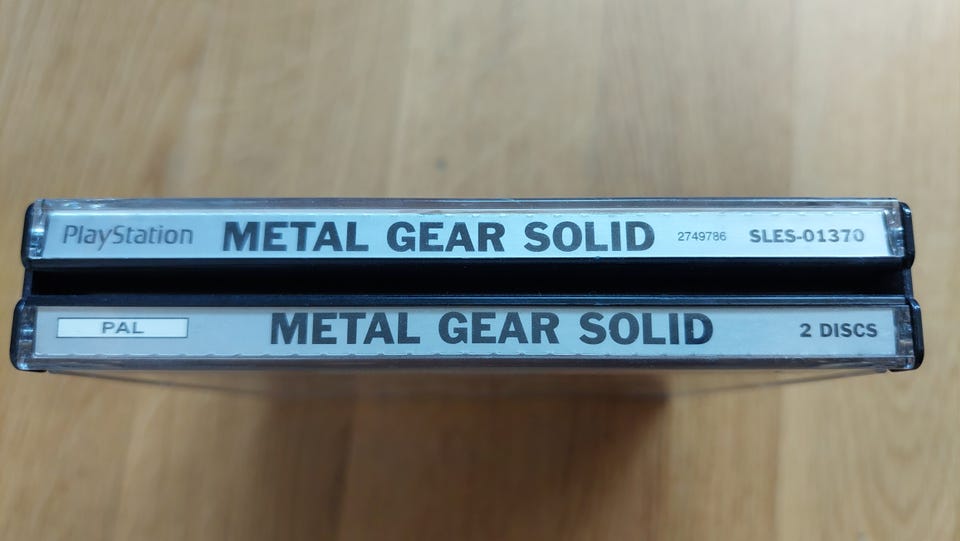 PlayStation METAL GEAR SOLID 2749786 SLES-01370
PAL METAL GEAR SOLID 2 DISCS